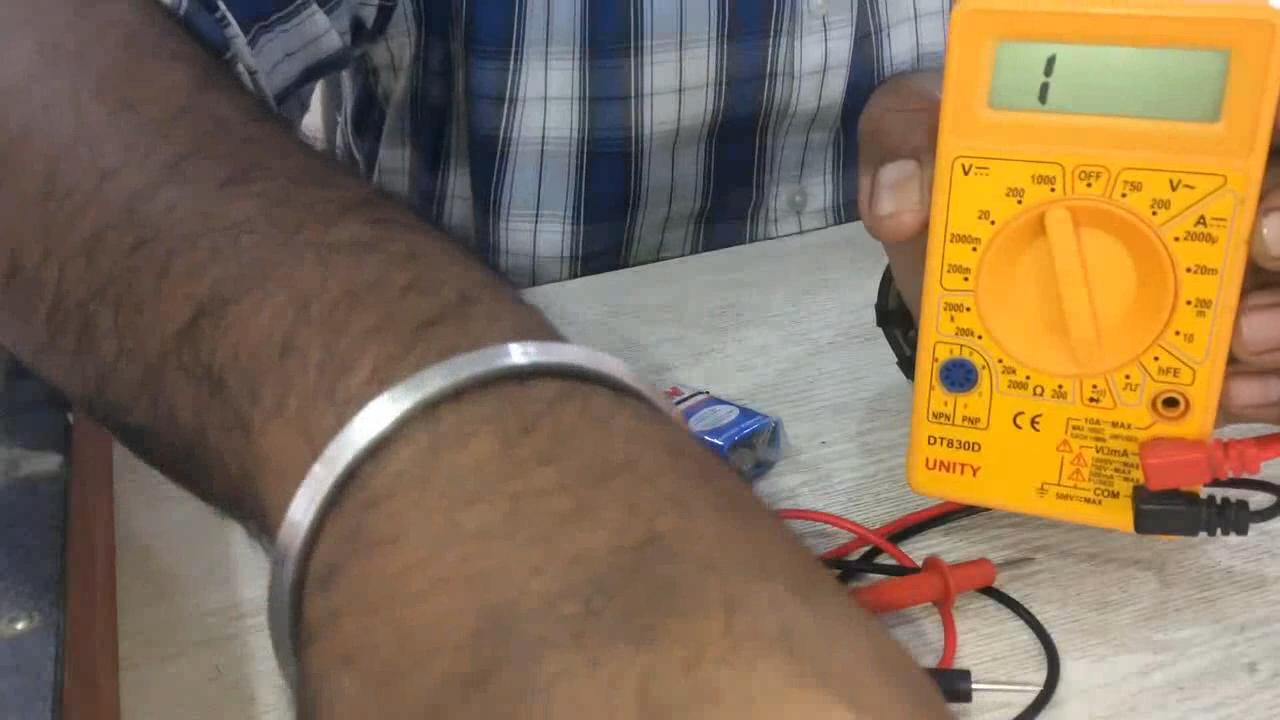 1
V⎓
OFF
V~
1000
750
200
200
20
A⎓
2000m
2000µ
200m
20m
2000
k
200
m
200k
10
20k
2000
Ω
200
hFE
NPN
PNP
CE
10A⎓MAX
DT830D
VΩmA
UNITY
COM
500V⎓MAX